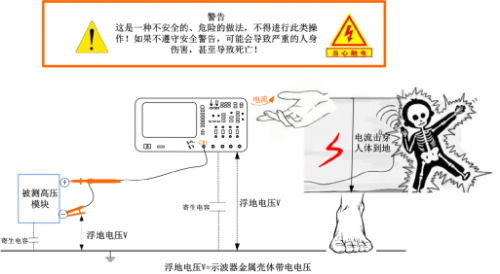 警告
这是一种不安全的、危险的做法，不得进行此类操
作！如果不遵守安全警告，可能会导致严重的人身
伤害，甚至导致死亡！
当心触电
电流
电流击穿
人体到地
被测高压
模块
+
−
寄生电容
浮地电压V
寄生电容
浮地电压V
浮地电压V=示波器金属壳体带电电压